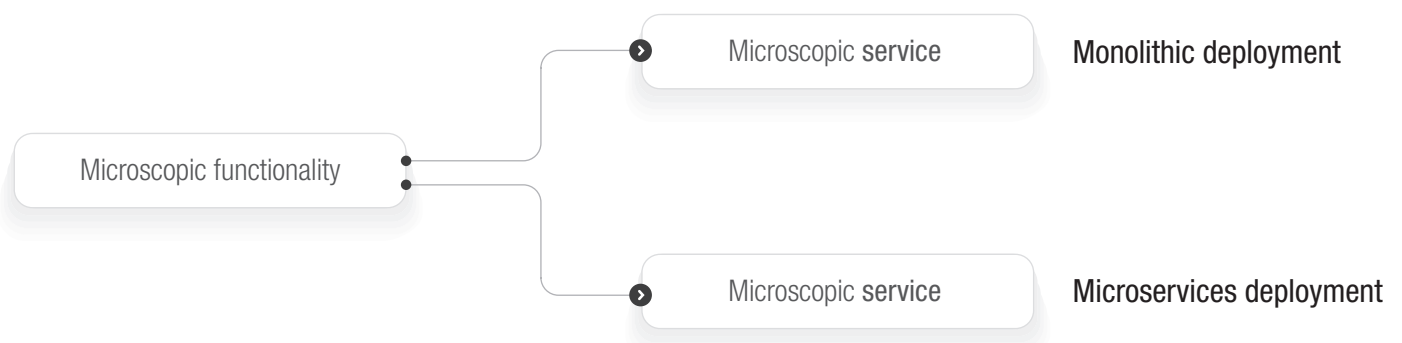 Microscopic service
Monolithic deployment
Microscopic functionality
Microscopic service
Microservices deployment